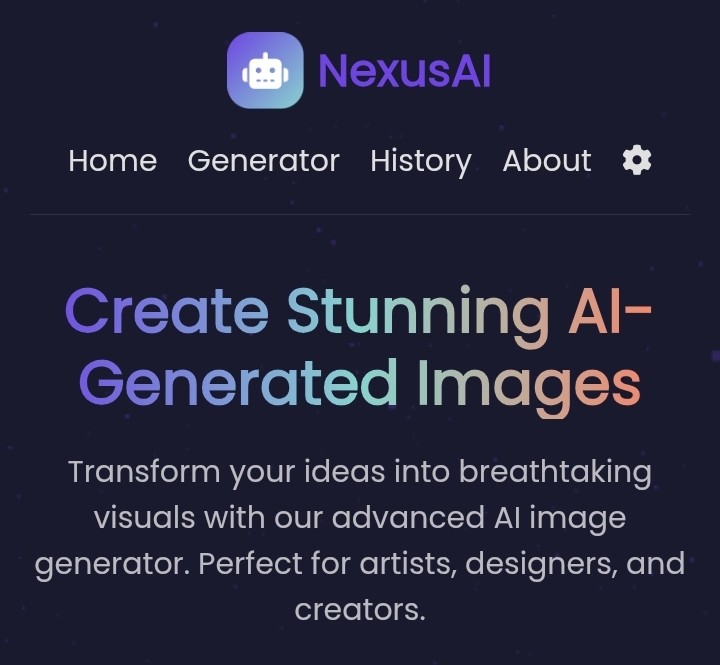 NexusAI
Home Generator History About
Create Stunning AI-
Generated Images
Transform your ideas into breathtaking
visuals with our advanced AI image
generator. Perfect for artists, designers, and
creators.